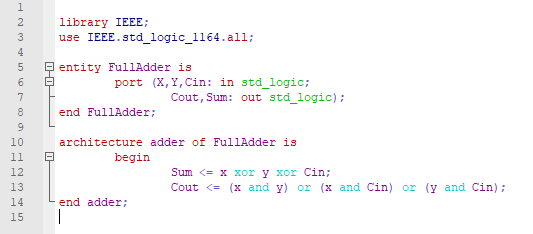 1
2 library IEEE;
3 use IEEE.std_logic_1164.all;
4
5 entity FullAdder is
6 port (X,Y,Cin: in std_logic;
7 Cout,Sum: out std_logic);
8 end FullAdder;
9
10 architecture adder of FullAdder is
11 begin
12 Sum <= x xor y xor Cin;
13 Cout <= (x and y) or (x and Cin) or (y and Cin);
14 end adder;
15